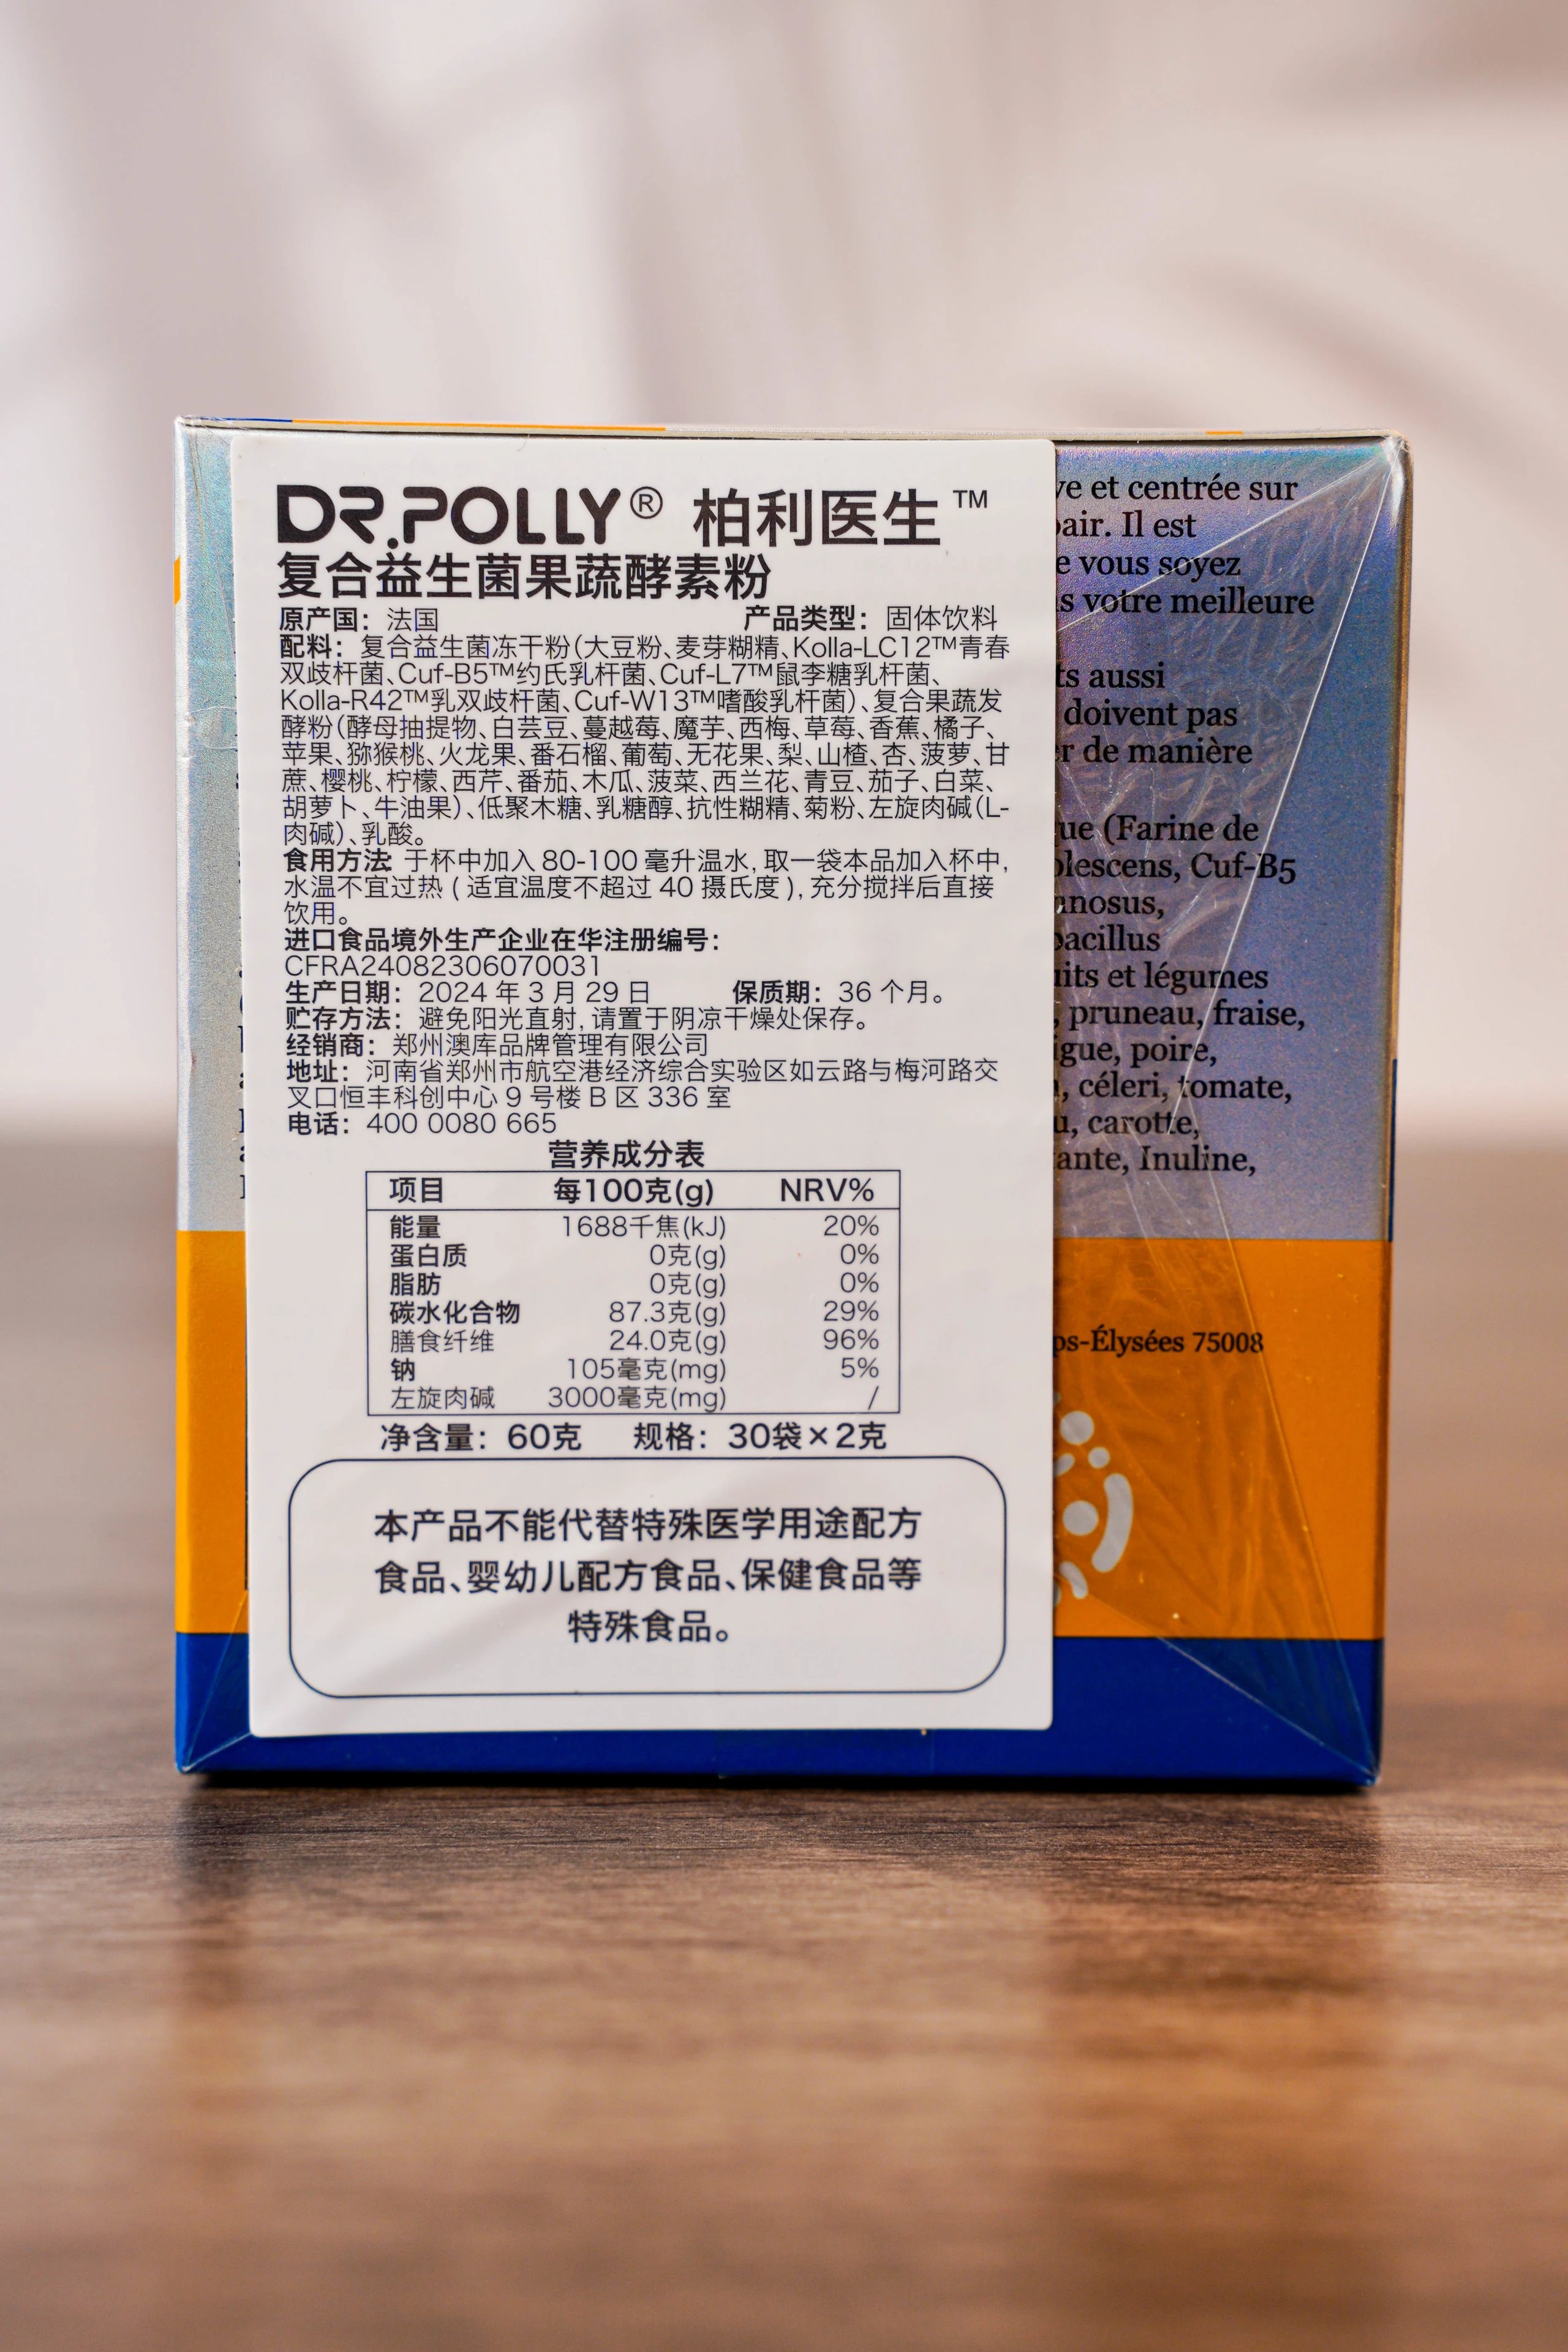 DR.POLLY® 柏利医生™
复合益生菌果蔬酵素粉
原产国：法国 产品类型：固体饮料
配料：复合益生菌冻干粉(大豆粉、麦芽糊精、Kolla-LC12™青春
双歧杆菌、Cuf-B5™约氏乳杆菌、Cuf-L7™鼠李糖乳杆菌、
Kolla-R42™乳双歧杆菌、Cuf-W13™嗜酸乳杆菌)、复合果蔬发
酵粉(酵母抽提物、白芸豆、蔓越莓、魔芋、西梅、草莓、香蕉、橘子、
苹果、猕猴桃、火龙果、番石榴、葡萄、无花果、梨、山楂、杏、菠萝、甘
蔗、樱桃、柠檬、西芹、番茄、木瓜、菠菜、西兰花、青豆、茄子、白菜、
胡萝卜、牛油果)、低聚木糖、乳糖醇、抗性糊精、菊粉、左旋肉碱(L-
肉碱)、乳酸。
食用方法:于杯中加入80-100毫升温水,取一袋本品加入杯中,
水温不宜过热(适宜温度不超过40摄氏度),充分搅拌后直接
饮用。
进口食品境外生产企业在华注册编号：
CFRA24082306070031
生产日期：2024年3月29日 保质期：36个月。
贮存方法：避免阳光直射,请置于阴凉干燥处保存。
经销商：郑州澳库品牌管理有限公司
地址：河南省郑州市航空港经济综合实验区如云路与梅河路交
叉口恒丰科创中心9号楼B区336室
电话：400 0080 665
营养成分表
项目 每100克(g) NRV%
能量 1688千焦(kJ) 20%
蛋白质 0克(g) 0%
脂肪 0克(g) 0%
碳水化合物 87.3克(g) 29%
膳食纤维 24.0克(g) 96%
钠 105毫克(mg) 5%
左旋肉碱 3000毫克(mg) /
净含量：60克 规格：30袋×2克
本产品不能代替特殊医学用途配方
食品、婴幼儿配方食品、保健食品等
特殊食品。
ve et centrée sur
pair. Il est
e vous soyez
s votre meilleure
ts aussi
doivent pas
er de manière
ue (Farine de
olescens, Cuf-B5
nosus,
bacillus
uits et légumes
, pruneau, fraise,
igue, poire,
, céleri, tomate,
u, carotte,
ante, Inuline,
ps-Élysées 75008